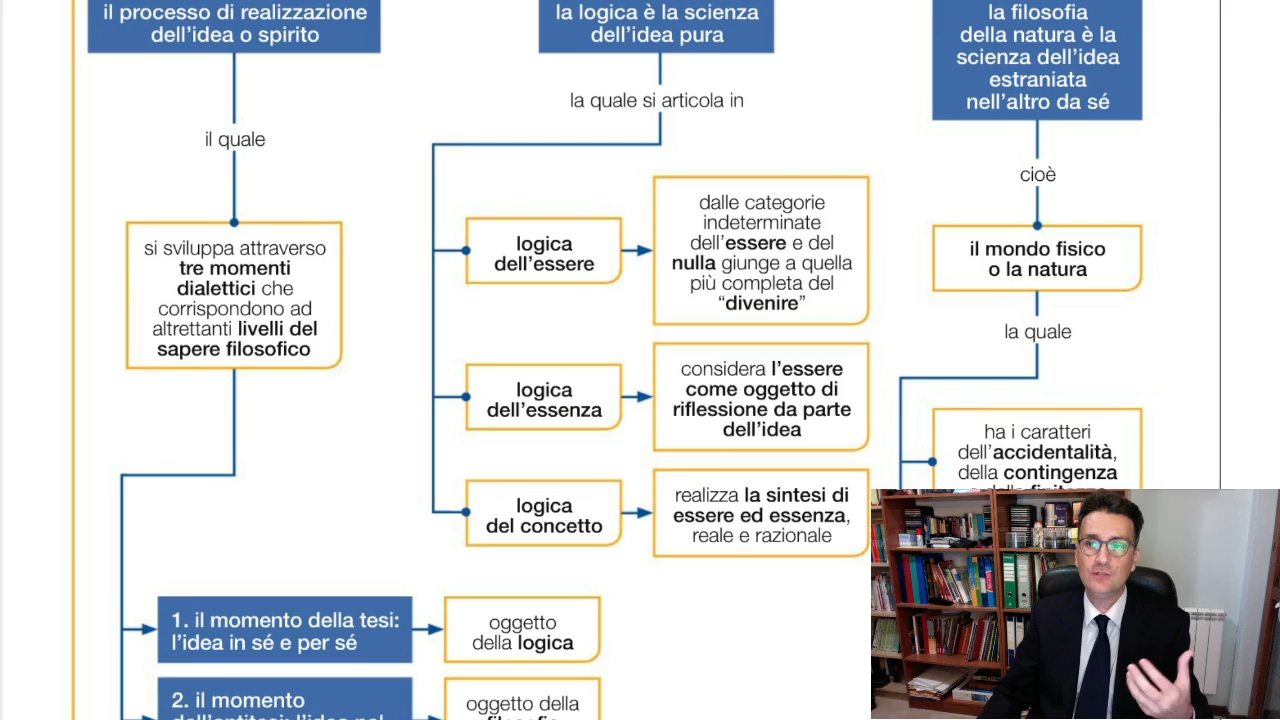 il processo di realizzazione
dell'idea o spirito
il quale
si sviluppa attraverso
tre momenti
dialettici che
corrispondono ad
altrettanti livelli del
sapere filosofico
1. il momento della tesi:
l'idea in sé e per sé
oggetto
della logica
2. il momento
dell'antitesi: l'idea nel
oggetto della
filosofia
la logica è la scienza
dell'idea pura
la quale si articola in
logica
dell'essere
dalle categorie
indeterminate
dell'essere e del
nulla giunge a quella
più completa del
“divenire”
logica
dell'essenza
considera l'essere
come oggetto di
riflessione da parte
dell'idea
logica
del concetto
realizza la sintesi di
essere ed essenza,
reale e razionale
la filosofia
della natura è la
scienza dell'idea
estraniata
nell'altro da sé
cioè
il mondo fisico
o la natura
la quale
ha i caratteri
dell'accidentalità,
della contingenza